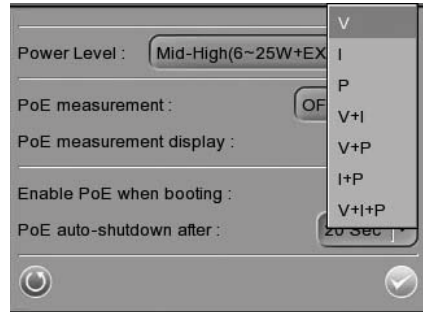 Power Level : Mid-High(6~25W+EX
PoE measurement : OF
PoE measurement display :
Enable PoE when booting :
PoE auto-shutdown after : 20 Sec
V
I
P
V+I
V+P
I+P
V+I+P